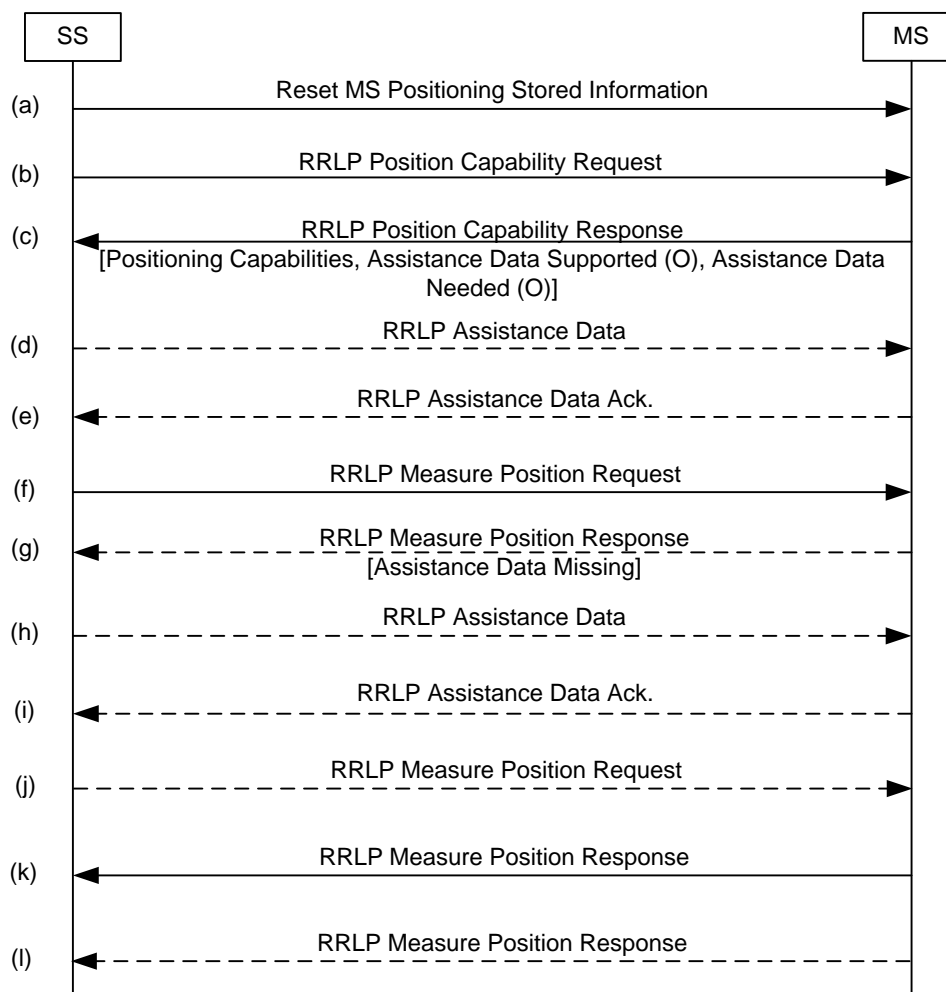 SS
MS
(a)
Reset MS Positioning Stored Information
(b)
RRLP Position Capability Request
(c)
RRLP Position Capability Response
[Positioning Capabilities, Assistance Data Supported (O), Assistance Data
Needed (O)]
(d)
RRLP Assistance Data
(e)
RRLP Assistance Data Ack.
(f)
RRLP Measure Position Request
(g)
RRLP Measure Position Response
[Assistance Data Missing]
(h)
RRLP Assistance Data
(i)
RRLP Assistance Data Ack.
(j)
RRLP Measure Position Request
(k)
RRLP Measure Position Response
(l)
RRLP Measure Position Response